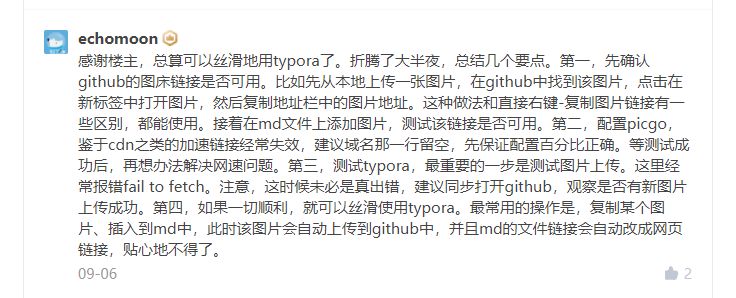 echomoon
感谢楼主，总算可以丝滑地用typora了。折腾了大半夜，总结几个要点。第一，先确认
github的图床链接是否可用。比如先从本地上传一张图片，在github中找到该图片，点击在
新标签中打开图片，然后复制地址栏中的图片地址。这种做法和直接右键-复制图片链接有一
些区别，都能使用。接着在md文件上添加图片，测试该链接是否可用。第二，配置picgo，
鉴于cdn之类的加速链接经常失效，建议域名那一行留空，先保证配置百分比正确。等测试成
功后，再想办法解决网速问题。第三，测试typora，最重要的一步是测试图片上传。这里经
常报错fail to fetch。注意，这时候未必是真出错，建议同步打开github，观察是否有新图片
上传成功。第四，如果一切顺利，就可以丝滑使用typora。最常用的操作是，复制某个图
片、插入到md中，此时该图片会自动上传到github中，并且md的文件链接会自动改成网页
链接，贴心地不得了。
09-06 2